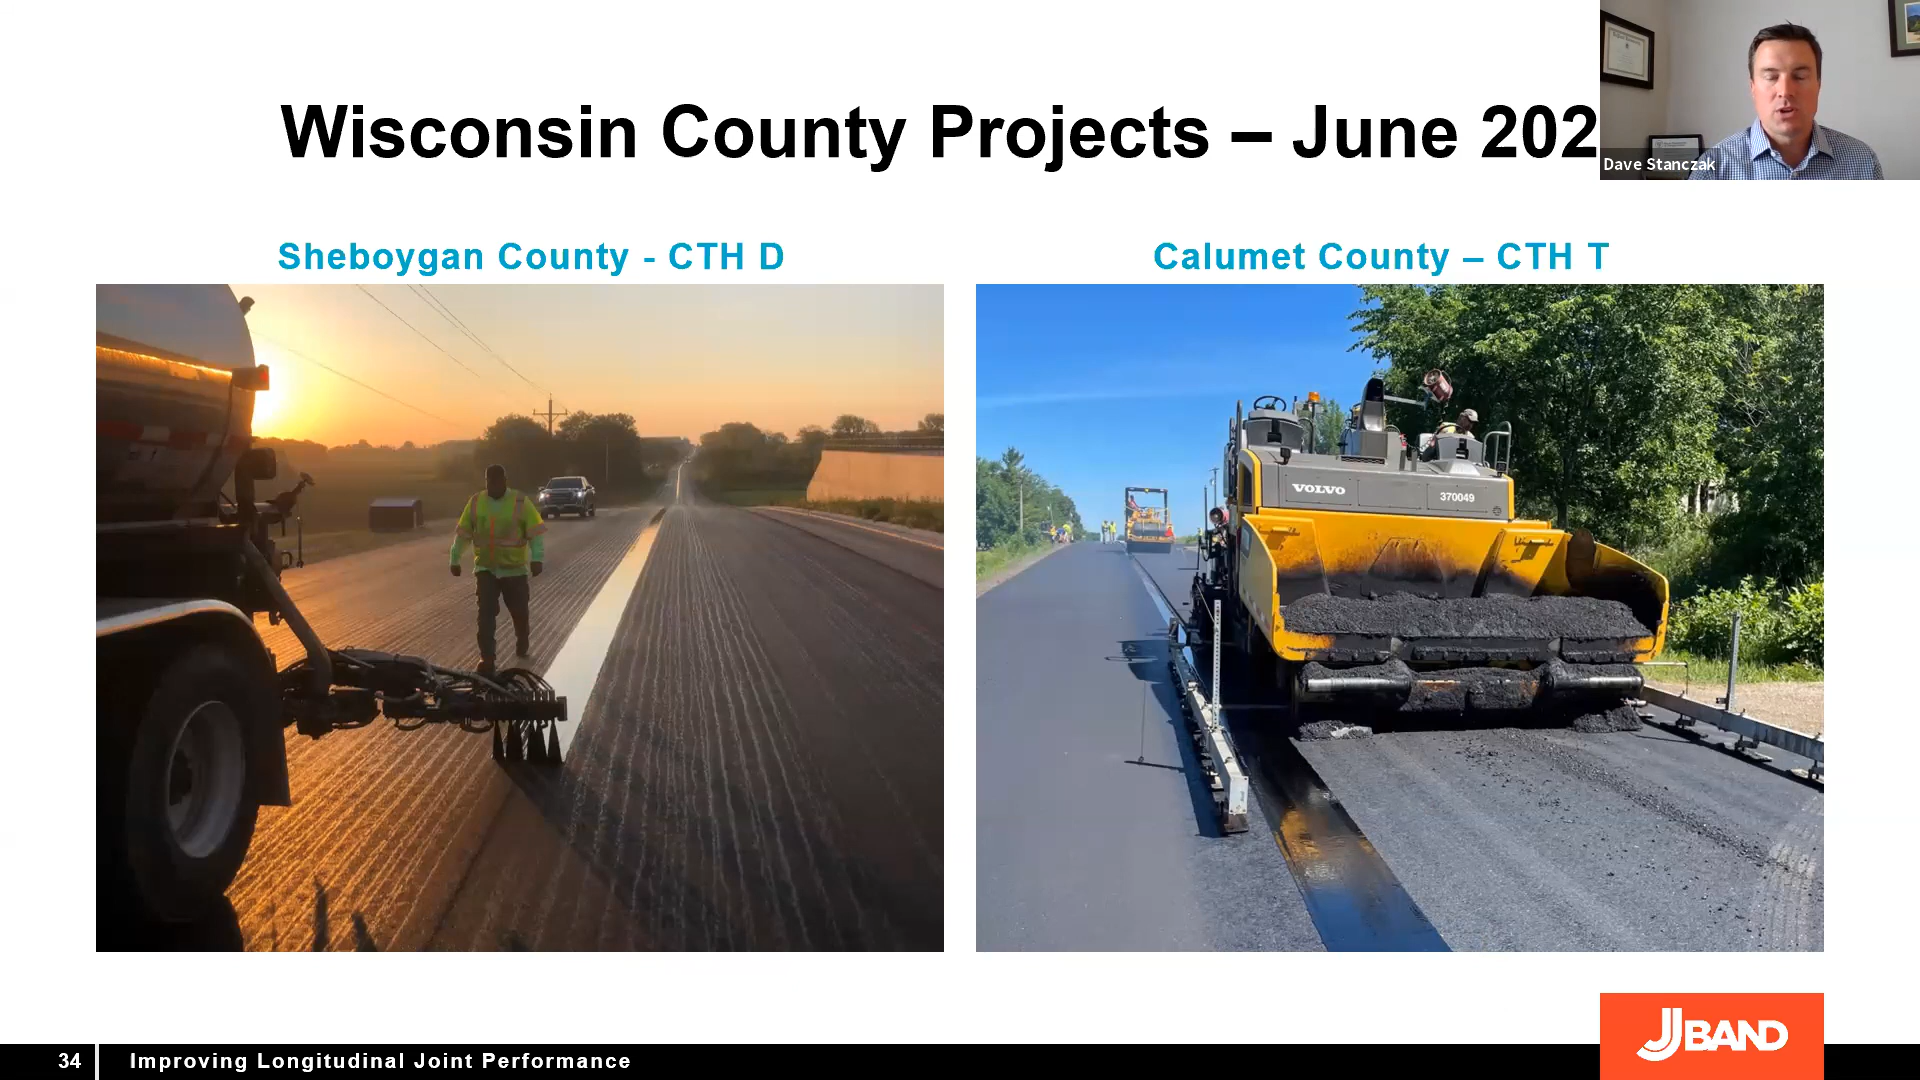 Wisconsin County Projects – June 202
Dave Stanczak
Sheboygan County - CTH D
Calumet County – CTH T
VOLVO
370049
JBAND
34
Improving Longitudinal Joint Performance